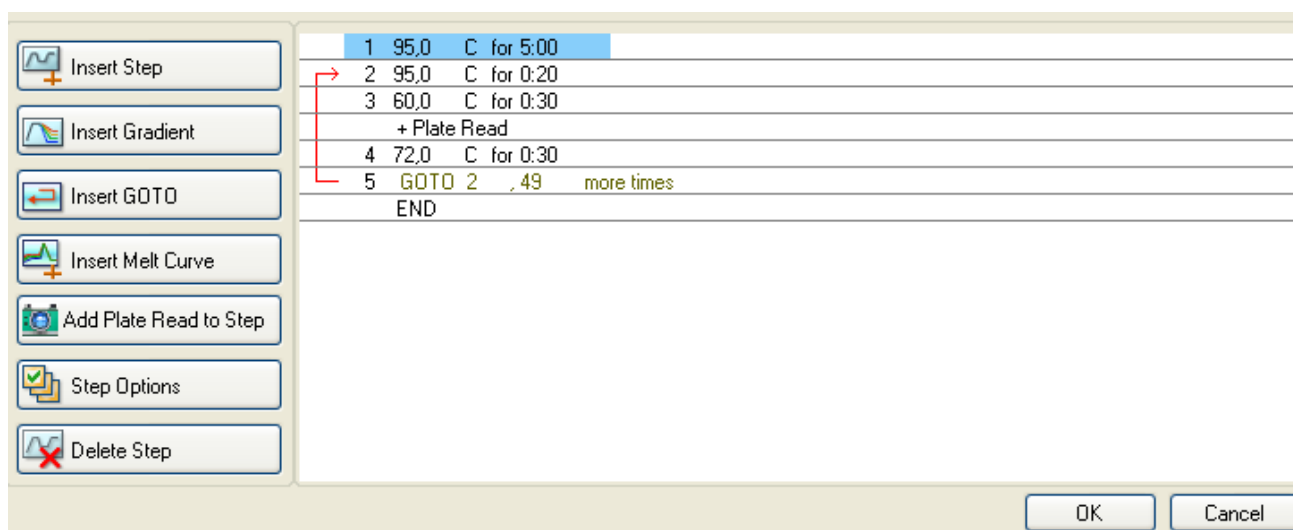 Insert Step
Insert Gradient
Insert GOTO
Insert Melt Curve
Add Plate Read to Step
Step Options
Delete Step
1 95,0 C for 5:00
2 95,0 C for 0:20
3 60,0 C for 0:30
+ Plate Read
4 72,0 C for 0:30
5 GOTO 2 , 49 more times
END
OK
Cancel